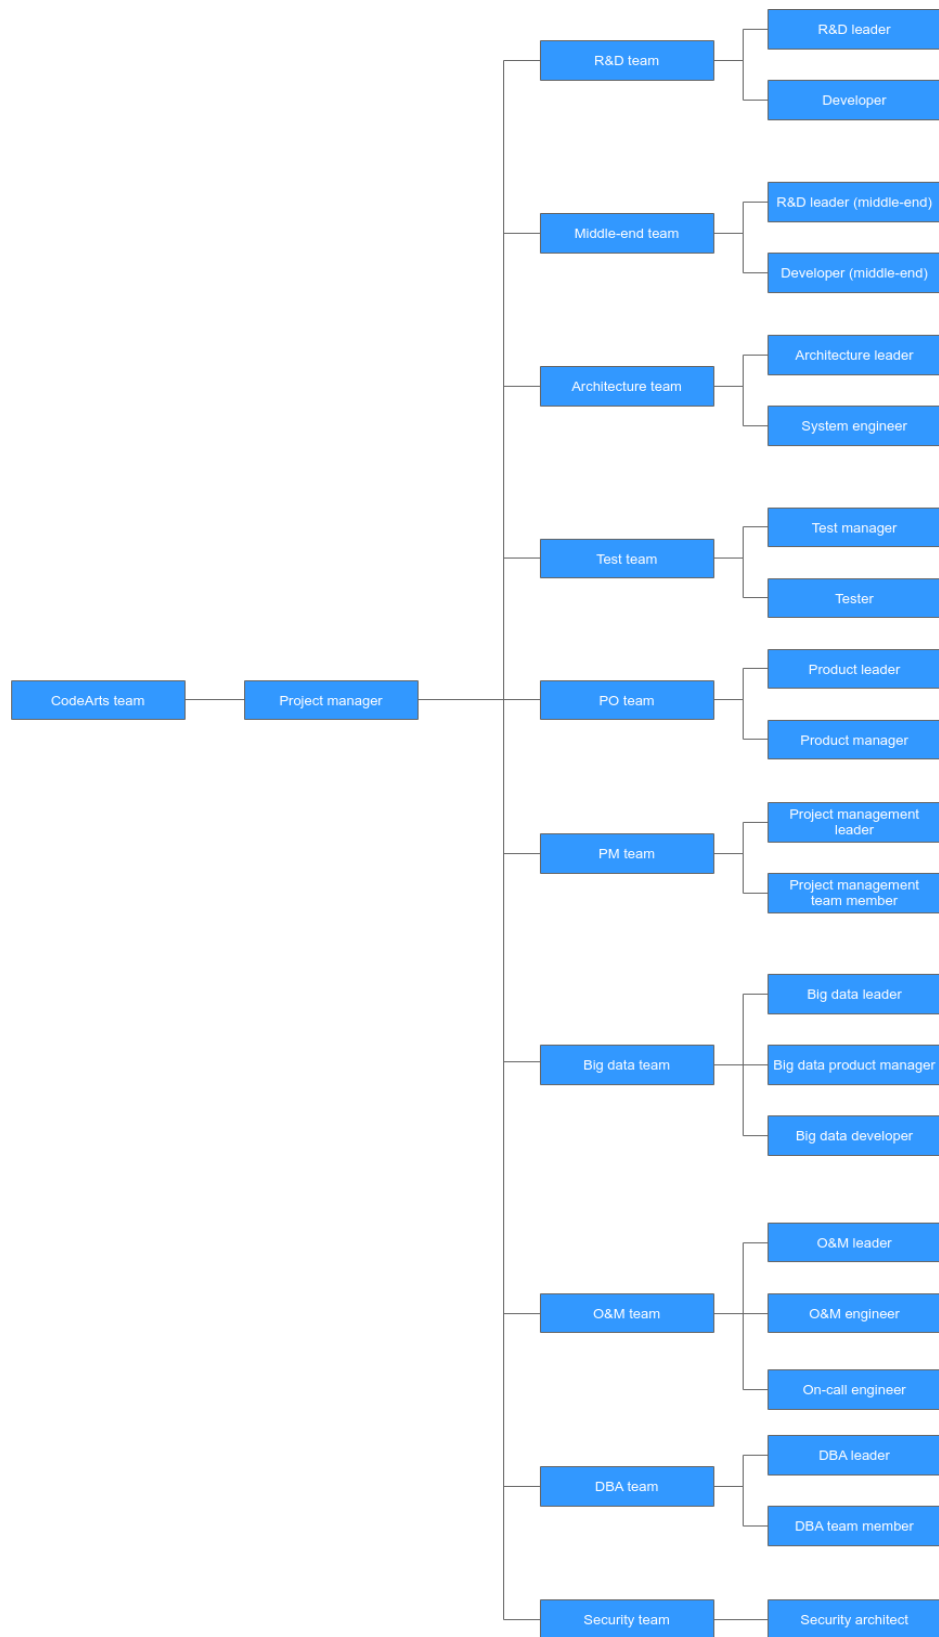 R&D leader
R&D team
Developer
R&D leader (middle-end)
Middle-end team
Developer (middle-end)
Architecture leader
Architecture team
System engineer
Test manager
Test team
Tester
Product leader
CodeArts team
Project manager
PO team
Product manager
Project management
leader
PM team
Project management
team member
Big data leader
Big data team
Big data product manager
Big data developer
O&M leader
O&M team
O&M engineer
On-call engineer
DBA leader
DBA team
DBA team member
Security team
Security architect